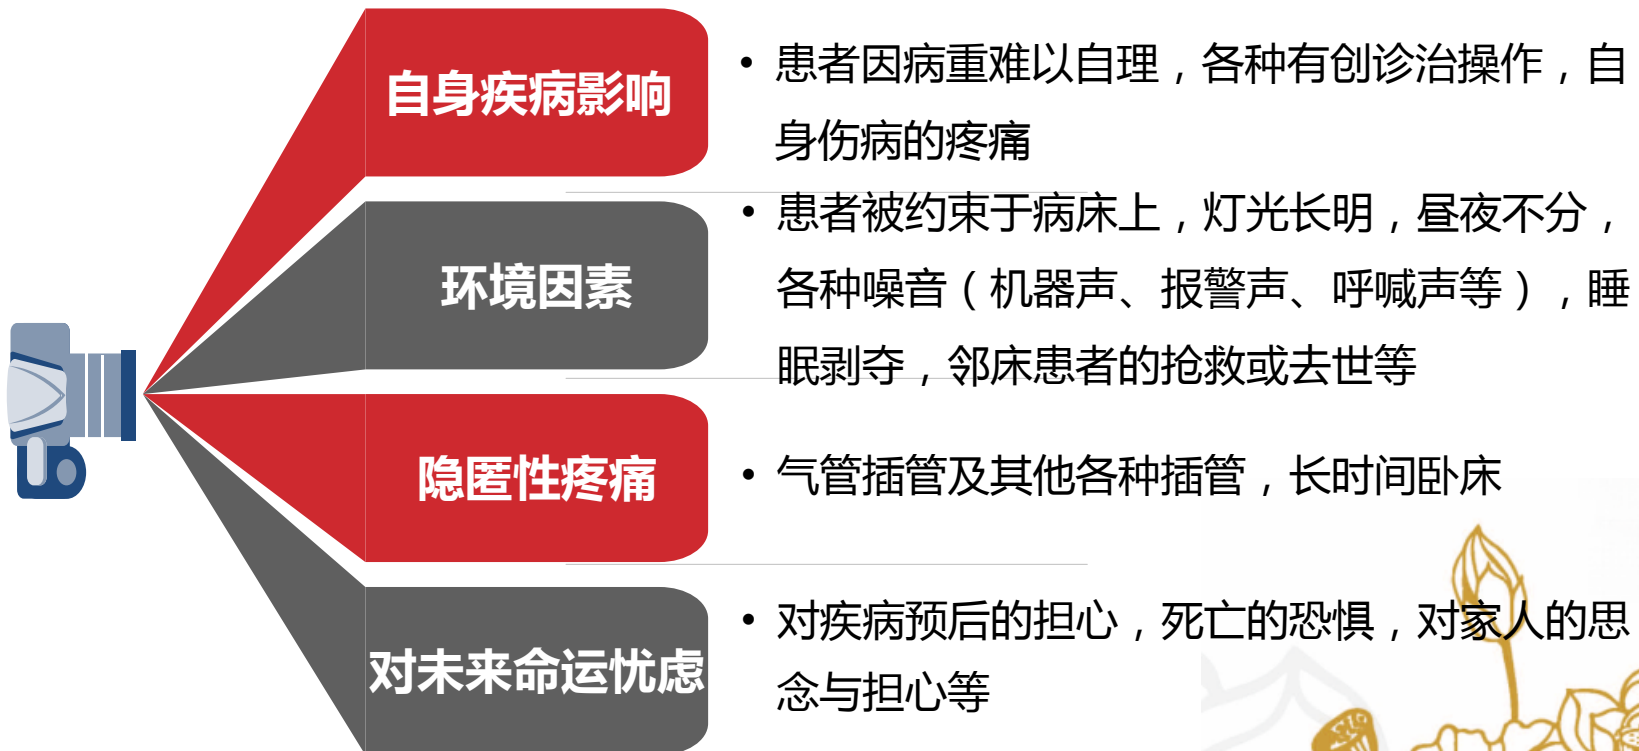 自身疾病影响
• 患者因病重难以自理，各种有创诊治操作，自
身伤病的疼痛
环境因素
• 患者被约束于病床上，灯光长明，昼夜不分，
各种噪音（机器声、报警声、呼喊声等），睡
眠剥夺，邻床患者的抢救或去世等
隐匿性疼痛
• 气管插管及其他各种插管，长时间卧床
对未来命运忧虑
• 对疾病预后的担心，死亡的恐惧，对家人的思
念与担心等